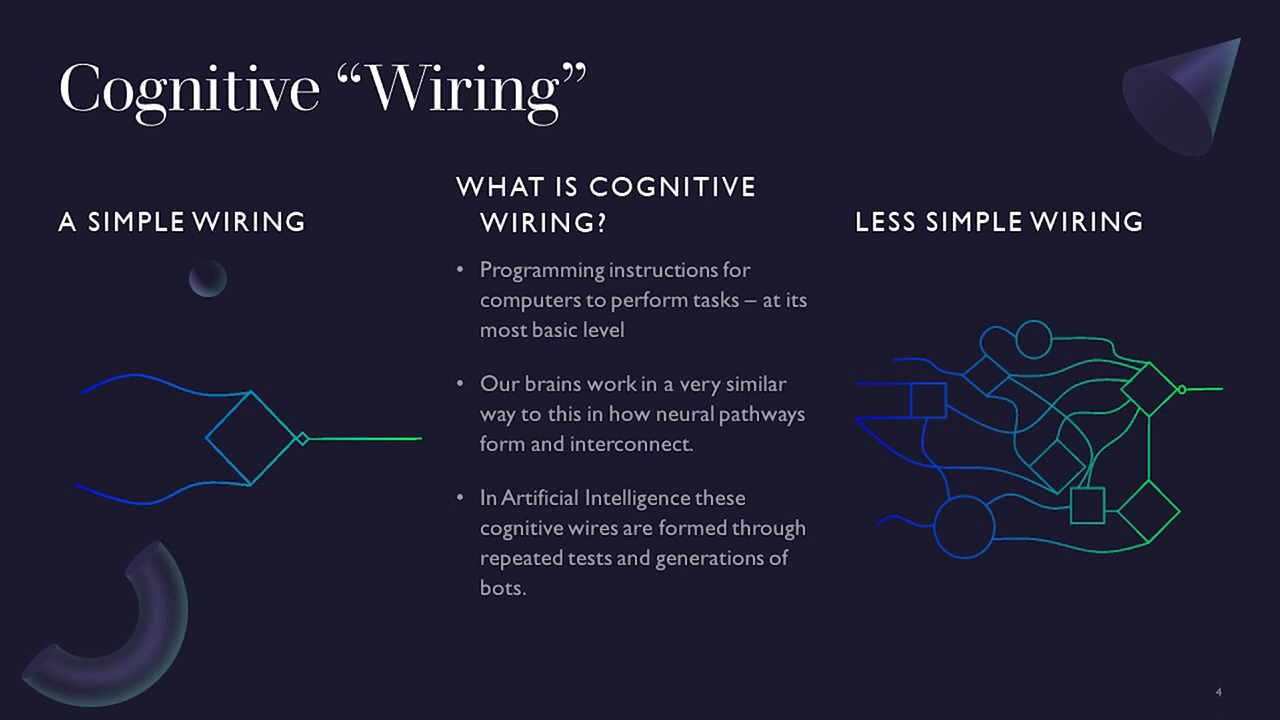 Cognitive “Wiring”
A SIMPLE WIRING
WHAT IS COGNITIVE
WIRING?
• Programming instructions for
computers to perform tasks – at its
most basic level
• Our brains work in a very similar
way to this in how neural pathways
form and interconnect.
• In Artificial Intelligence these
cognitive wires are formed through
repeated tests and generations of
bots.
LESS SIMPLE WIRING
4